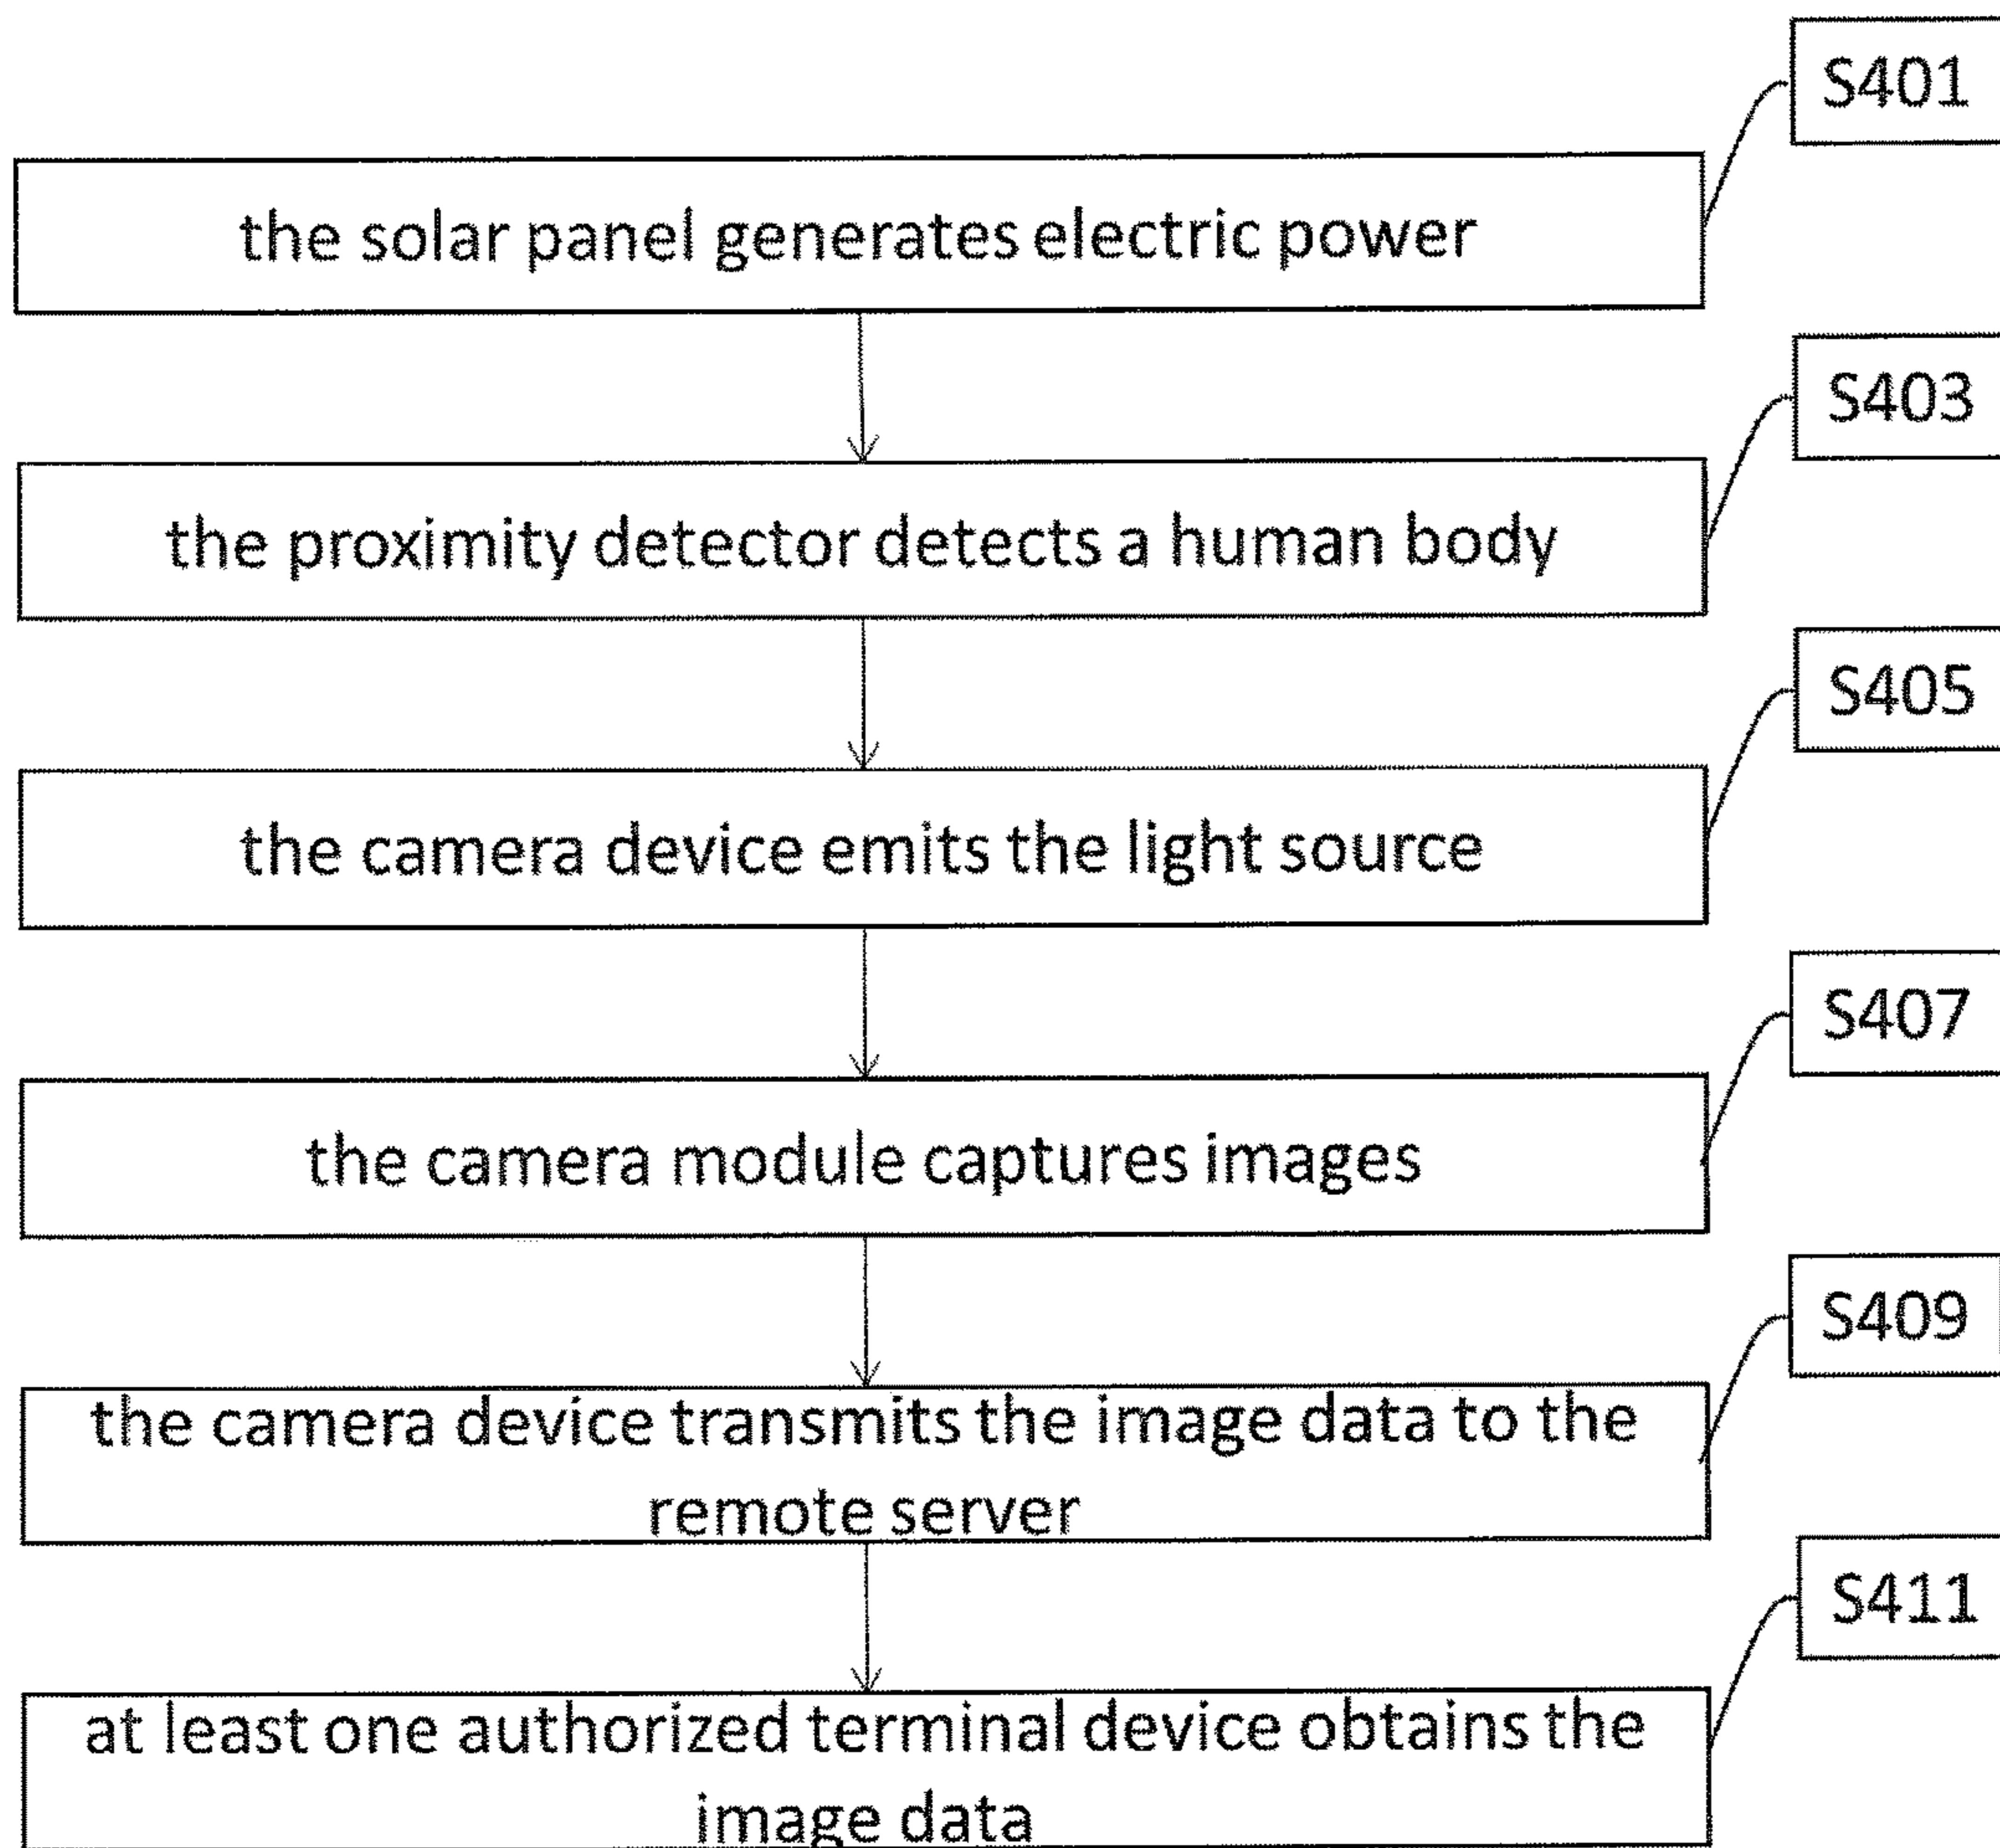 S401
the solar panel generates electric power
S403
the proximity detector detects a human body
S405
the camera device emits the light source
S407
the camera module captures images
S409
the camera device transmits the image data to the
remote server
S411
at least one authorized terminal device obtains the
image data